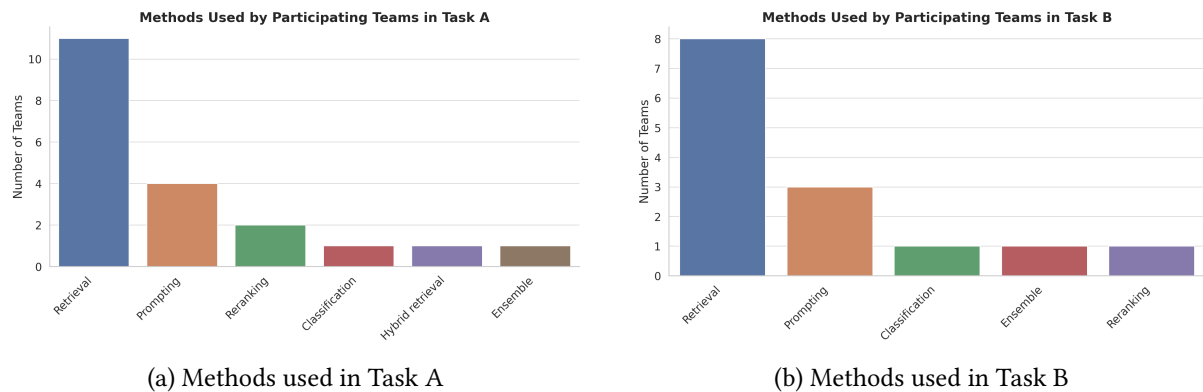 Methods Used by Participating Teams in Task A
Number of Teams
10
8
6
4
2
0
Retrieval
Prompting
Reranking
Classification
Hybrid retrieval
Ensemble
(a) Methods used in Task A
Methods Used by Participating Teams in Task B
Number of Teams
8
7
6
5
4
3
2
1
0
Retrieval
Prompting
Classification
Ensemble
Reranking
(b) Methods used in Task B